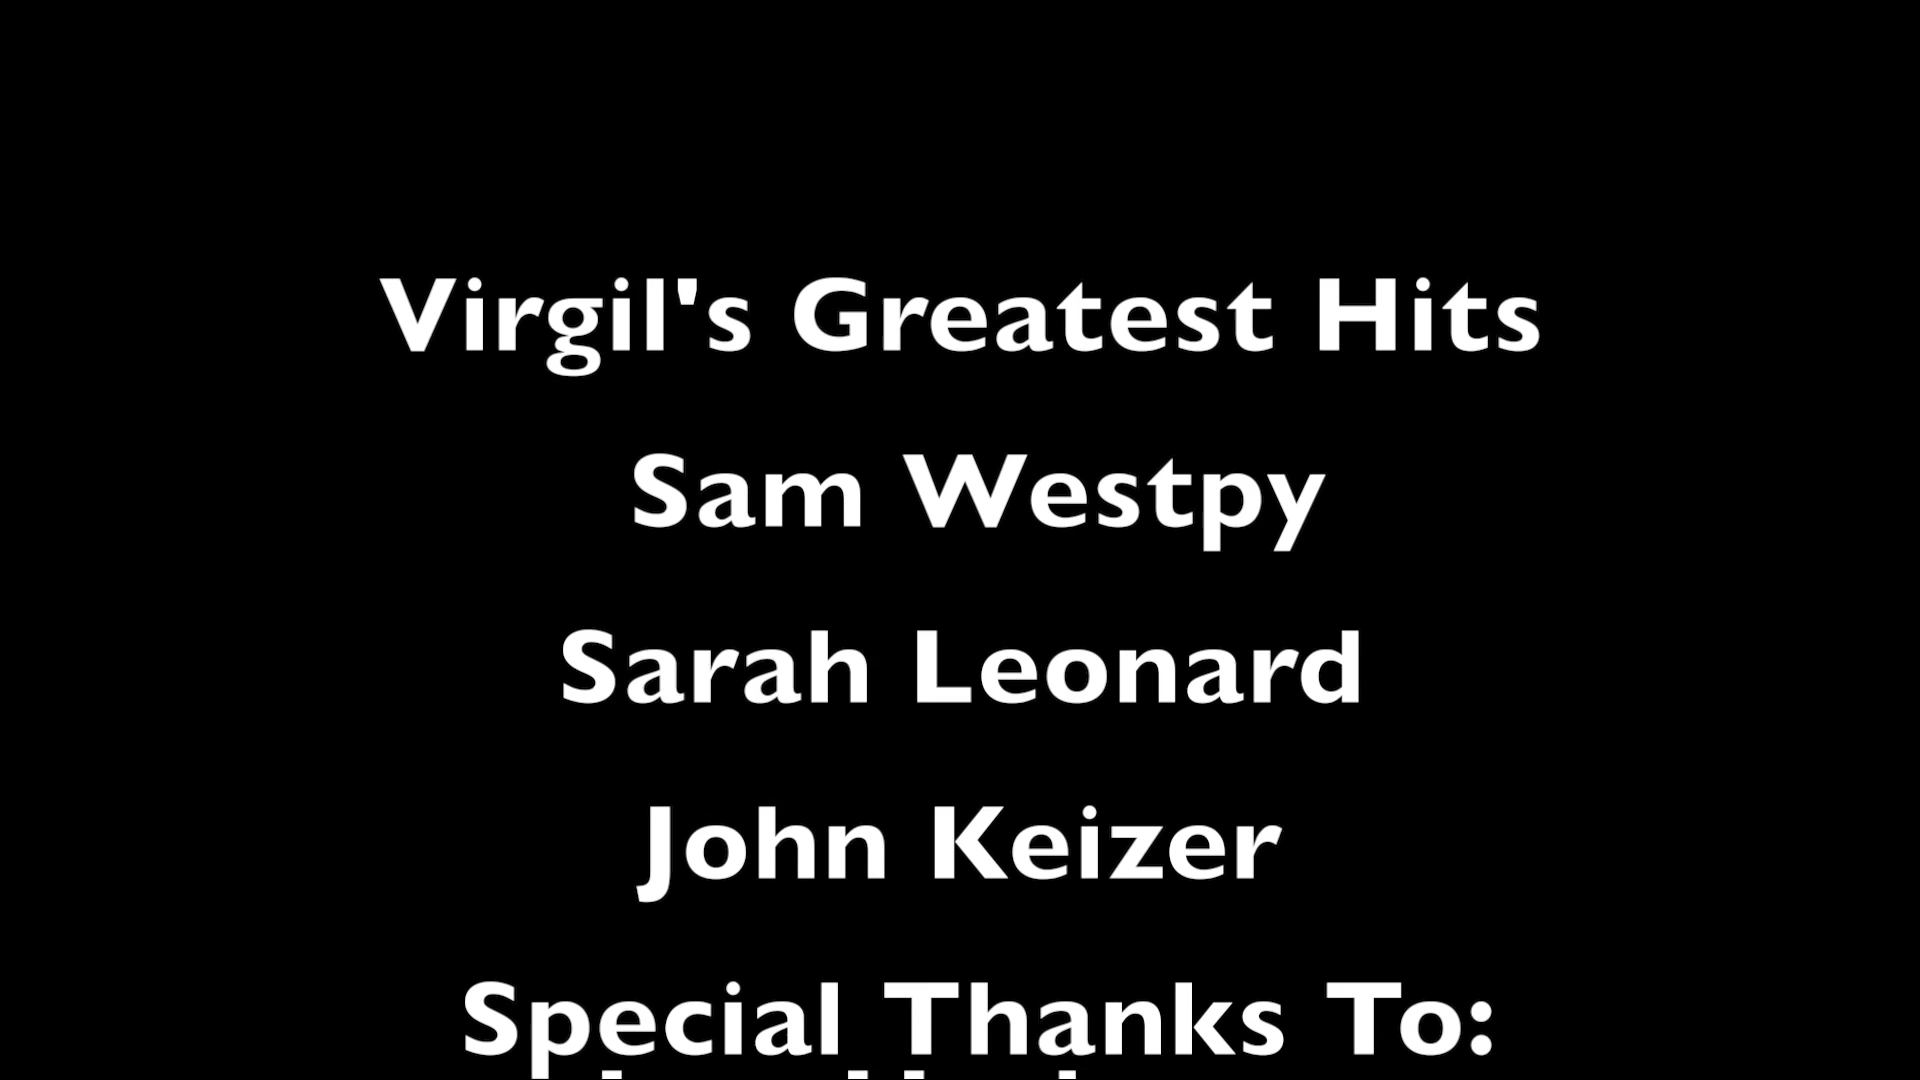 Virgil's Greatest Hits
Sam Westpy
Sarah Leonard
John Keizer
Special Thanks To: